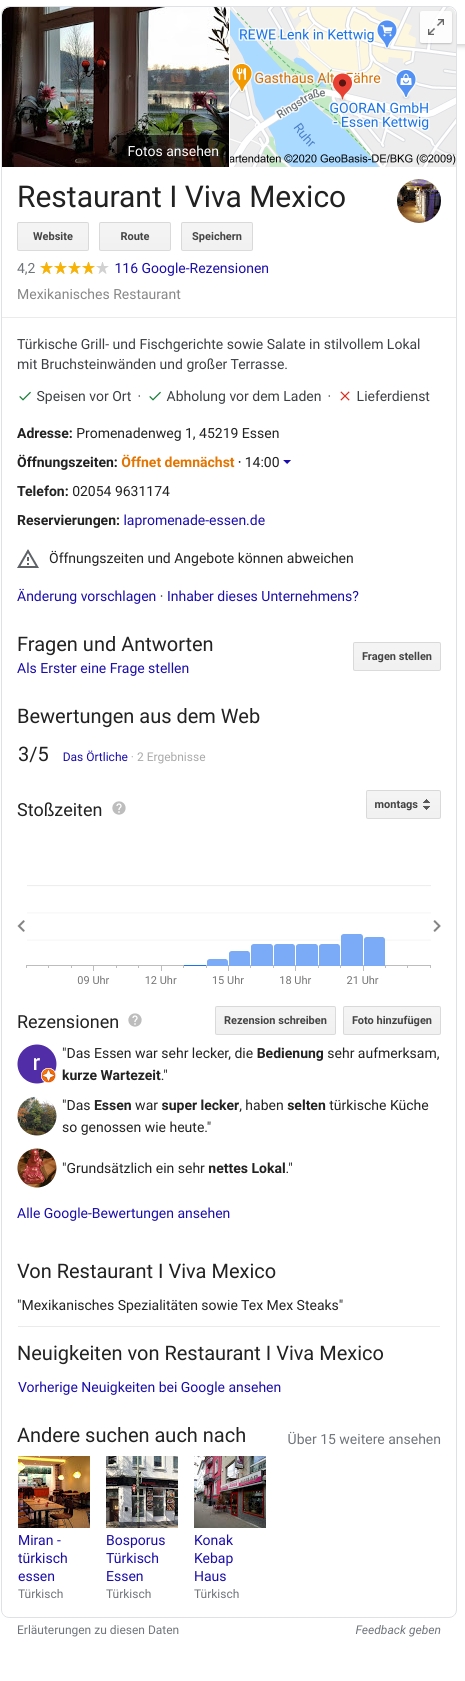 REWE Lenk in Kettwig
Gasthaus Alte Fähre
Ringstraße
GOORAN GmbH
Essen Kettwig
Ruhr
Fotos ansehen
artendaten ©2020 GeoBasis-DE/BKG (©2009)
Restaurant I Viva Mexico
Website Route Speichern
4,2 116 Google-Rezensionen
Mexikanisches Restaurant
Türkische Grill- und Fischgerichte sowie Salate in stilvollem Lokal
mit Bruchsteinwänden und großer Terrasse.
Speisen vor Ort · Abholung vor dem Laden · Lieferdienst
Adresse: Promenadenweg 1, 45219 Essen
Öffnungszeiten: Öffnet demnächst · 14:00
Telefon: 02054 9631174
Reservierungen: lapromenade-essen.de
Öffnungszeiten und Angebote können abweichen
Änderung vorschlagen · Inhaber dieses Unternehmens?
Fragen und Antworten
Als Erster eine Frage stellen
Fragen stellen
Bewertungen aus dem Web
3/5 Das Örtliche · 2 Ergebnisse
Stoßzeiten ?
montags
09 Uhr 12 Uhr 15 Uhr 18 Uhr 21 Uhr
Rezensionen ? Rezension schreiben Foto hinzufügen
r
"Das Essen war sehr lecker, die Bedienung sehr aufmerksam,
kurze Wartezeit."
"Das Essen war super lecker, haben selten türkische Küche
so genossen wie heute."
"Grundsätzlich ein sehr nettes Lokal."
Alle Google-Bewertungen ansehen
Von Restaurant I Viva Mexico
"Mexikanisches Spezialitäten sowie Tex Mex Steaks"
Neuigkeiten von Restaurant I Viva Mexico
Vorherige Neuigkeiten bei Google ansehen
Andere suchen auch nach Über 15 weitere ansehen
Miran -
türkisch
essen
Türkisch
Bosporus
Türkisch
Essen
Türkisch
Konak
Kebap
Haus
Türkisch
Erläuterungen zu diesen Daten Feedback geben